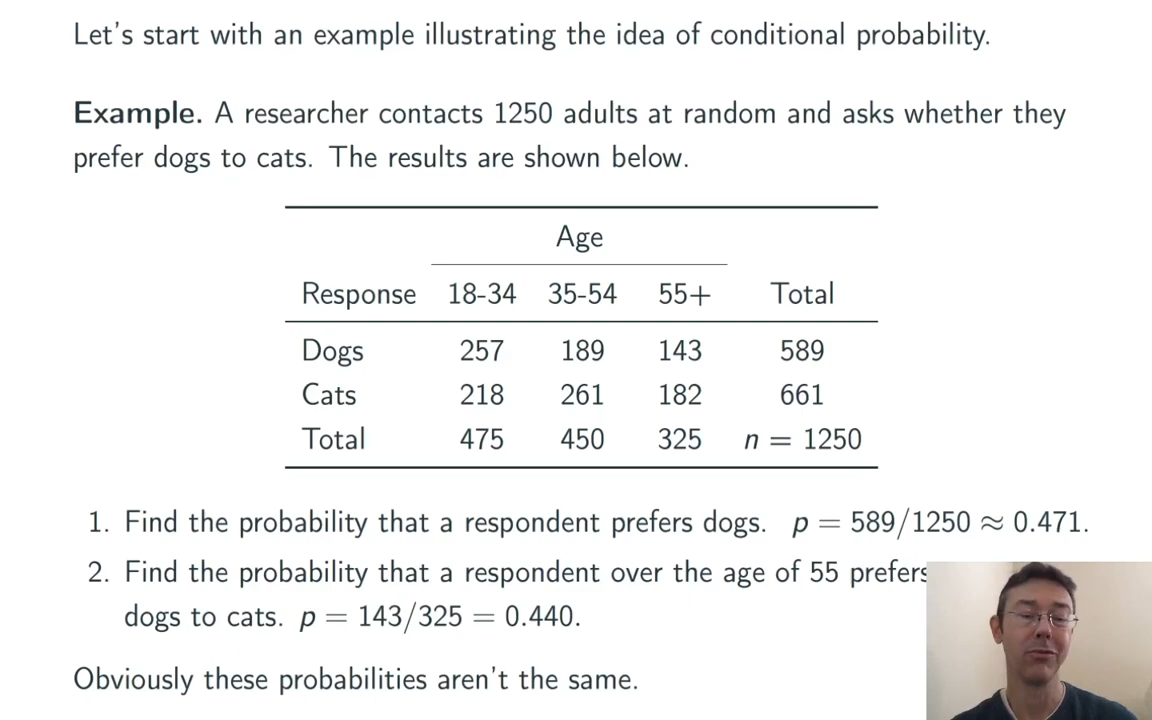 Let's start with an example illustrating the idea of conditional probability.
Example. A researcher contacts 1250 adults at random and asks whether they
prefer dogs to cats. The results are shown below.
Age
Response 18-34 35-54 55+ Total
Dogs 257 189 143 589
Cats 218 261 182 661
Total 475 450 325 n = 1250
1. Find the probability that a respondent prefers dogs. p = 589/1250 ≈ 0.471.
2. Find the probability that a respondent over the age of 55 prefers
dogs to cats. p = 143/325 = 0.440.
Obviously these probabilities aren't the same.